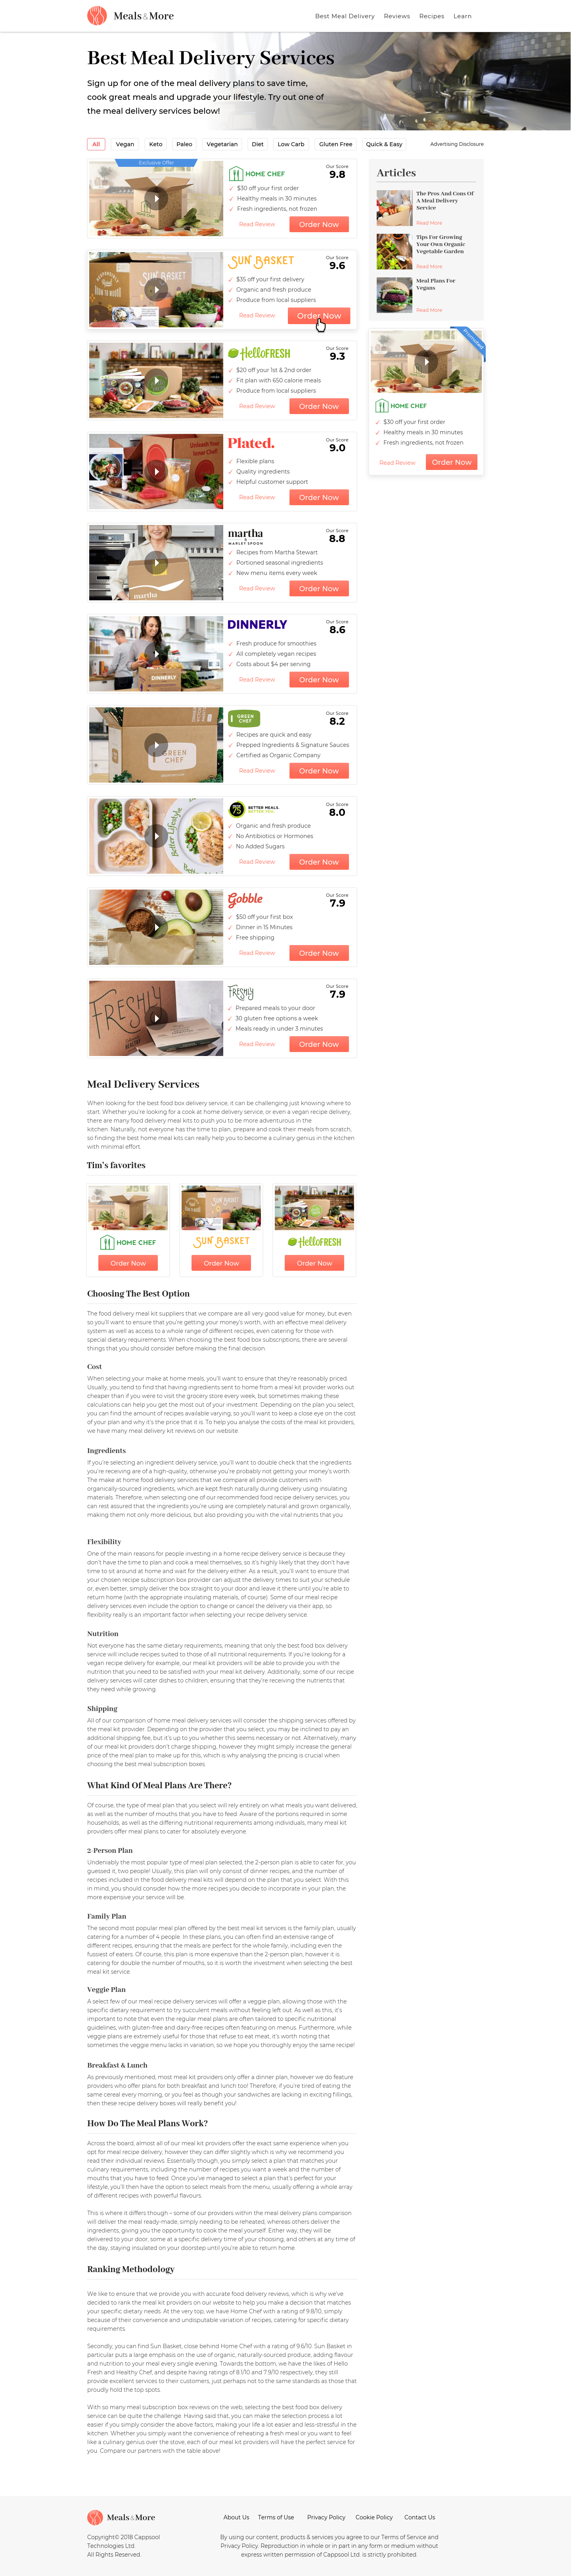 Meals&More
Best Meal Delivery Reviews Recipes Learn
Best Meal Delivery Services
Sign up for one of the meal delivery plans to save time,
cook great meals and upgrade your lifestyle. Try out one of
the must-have delivery services below!
All Vegan Keto Paleo Vegetarian Diet Low Carb Gluten Free Quick & Easy
Advertising Disclosure
Exclusive Offer
HOME CHEF
Our Score
9.8
$30 off your first order
Healthy meals in 30 minutes
Fresh ingredients, not frozen
Read Review
Order Now
SUN BASKET
Our Score
9.6
$35 off your first delivery
Organic and fresh produce
Produce from local suppliers
Read Review
Order Now
HelloFRESH
Our Score
9.3
$20 off your 1st & 2nd order
Fit plan with 650 calorie meals
Produce from local suppliers
Read Review
Order Now
Plated.
Our Score
9.0
Flexible plans
Quality ingredients
Helpful customer support
Read Review
Order Now
martha
&
MARLEY SPOON
Our Score
8.8
Recipes from Martha Stewart
Portioned seasonal ingredients
New menu items every week
Read Review
Order Now
DINNERLY
DINNERLY
Our Score
8.6
Fresh produce for smoothies
All completely vegan recipes
Costs about $4 per serving
Read Review
Order Now
GREEN
CHEF
GREEN
CHEF
Our Score
8.2
Recipes are quick and easy
Prepped Ingredients & Signature Sauces
Certified as Organic Company
Read Review
Order Now
75
BETTER MEALS.
BETTER YOU.
Our Score
8.0
Organic and fresh produce
No Antibiotics or Hormones
No Added Sugars
Read Review
Order Now
Gobble
Our Score
7.9
$50 off your first box
Dinner in 15 Minutes
Free shipping
Read Review
Order Now
FRESHLY
FRESHLY
Our Score
7.9
Prepared meals to your door
30 gluten free options a week
Meals ready in under 3 minutes
Read Review
Order Now
Articles
The Pros And Cons Of
A Meal Delivery
Service
Read More
Tips For Growing
Your Own Organic
Vegetable Garden
Read More
Meal Plans For
Vegans
Read More
Promoted
HOME CHEF
$30 off your first order
Healthy meals in 30 minutes
Fresh ingredients, not frozen
Read Review
Order Now
Meal Delivery Services
When looking for the best food box delivery service, it can be challenging just knowing where to
start. Whether you're looking for a cook at home delivery service, or even a vegan recipe delivery,
there are many food delivery meal kits to push you to be more adventurous in the
kitchen. Naturally, not everyone has the time to plan, prepare and cook their meals from scratch,
so finding the best home meal kits can really help you to become a culinary genius in the kitchen
with minimal effort.
Tim's favorites
HOME CHEF
Order Now
SUN BASKET
Order Now
HelloFRESH
Order Now
Choosing The Best Option
The food delivery meal kit suppliers that we compare are all very good value for money, but even
so you'll want to ensure that you're getting your money's worth, with an effective meal delivery
system as well as access to a whole range of different recipes, even catering for those with
special dietary requirements. When choosing the best food box subscriptions, there are several
things that you should consider before making the final decision.
Cost
When selecting your make at home meals, you'll want to ensure that they're reasonably priced.
Usually, you tend to find that having ingredients sent to home from a meal kit provider works out
cheaper than if you were to visit the grocery store every week, but sometimes making these
calculations can help you get the most out of your investment. Depending on the plan you select,
you can find the amount of recipes available varying, so you'll want to keep a close eye on the cost
of your plan and why it's the price that it is. To help you analyse the costs of the meal kit providers,
we have many meal delivery kit reviews on our website.
Ingredients
If you're selecting an ingredient delivery service, you'll want to double check that the ingredients
you're receiving are of a high-quality, otherwise you're probably not getting your money's worth.
The make at home food delivery services that we compare all provide customers with
organically-sourced ingredients, which are kept fresh naturally during delivery using insulating
materials. Therefore, when selecting one of our recommended food recipe delivery services, you
can rest assured that the ingredients you're using are completely natural and grown organically,
making them not only more delicious, but also providing you with the vital nutrients that you
Flexibility
One of the main reasons for people investing in a home recipe delivery service is because they
don't have the time to plan and cook a meal themselves, so it's highly likely that they don't have
time to sit around at home and wait for the delivery either. As a result, you'll want to ensure that
your chosen recipe subscription box provider can adjust the delivery times to suit your schedule
or, even better, simply deliver the box straight to your door and leave it there until you're able to
return home (with the appropriate insulating materials, of course). Some of our meal recipe
delivery services even include the option to change or cancel the delivery via their app, so
flexibility is an important factor when selecting your recipe delivery service.
Nutrition
Not everyone has the same dietary requirements, meaning that only the best food box delivery
service will include recipes suited to those of all nutritional requirements. If you're looking for a
vegan recipe delivery for example, our meal kit providers will be able to provide you with the
nutrition that you need to be satisfied with your meal kit delivery. Additionally, some of our recipe
delivery services will cater dishes to children, ensuring that they're receiving the nutrients that
they need while growing.
Shipping
All of our comparison of home meal delivery services will consider the shipping services offered by
the meal kit provider. Depending on the provider that you select, you may be inclined to pay an
additional shipping fee, but it's up to you whether this seems necessary or not. Alternatively, many
of our meal kit providers don't charge shipping, however they might simply increase the general
price of the meal plan to make up for this, which is why analysing the pricing is crucial when
choosing the best meal subscription boxes.
What Kind Of Meal Plans Are There?
Of course, the type of meal plan that you select will rely entirely on what meals you want delivered,
as well as the number of mouths that you have to feed. Aware of the portions required in some
households, as well as the differing nutritional requirements among individuals, many meal kit
providers offer meal plans to cater for absolutely everyone.
2-Person Plan
Undeniably the most popular type of meal plan selected, the 2-person plan is able to cater for, you
guessed it, two people! Usually, this plan will only consist of dinner recipes, and the number of
recipes included in the food delivery meal kits will depend on the plan that you select. With this
in mind, you should consider how the more recipes you decide to incorporate in your plan, the
more expensive your service will be.
Family Plan
The second most popular meal plan offered by the best meal kit services is the family plan, usually
catering for a number of 4 people. In these plans, you can often find an extensive range of
different recipes, ensuring that the meals are perfect for the whole family, including even the
fussiest of eaters. Of course, this plan is more expensive than the 2-person plan, however it is
catering for double the number of mouths, so it is worth the investment when selecting the best
meal kit service.
Veggie Plan
A select few of our meal recipe delivery services will offer a veggie plan, allowing those with the
specific dietary requirement to try succulent meals without feeling left out. As well as this, it's
important to note that even the regular meal plans are often tailored to specific nutritional
guidelines, with gluten-free and dairy-free recipes often featuring on menus. Furthermore, while
veggie plans are extremely useful for those that refuse to eat meat, it's worth noting that
sometimes the veggie menu lacks in variation, so we hope you thoroughly enjoy the same recipe!
Breakfast & Lunch
As previously mentioned, most meal kit providers only offer a dinner plan, however we do feature
providers who offer plans for both breakfast and lunch too! Therefore, if you're tired of eating the
same cereal every morning, or you feel as though your sandwiches are lacking in exciting fillings,
then these recipe delivery boxes will really benefit you!
How Do The Meal Plans Work?
Across the board, almost all of our meal kit providers offer the exact same experience when you
opt for meal recipe delivery, however they can differ slightly which is why we recommend you
read their individual reviews. Essentially though, you simply select a plan that matches your
culinary requirements, including the number of recipes you want a week and the number of
mouths that you have to feed. Once you've managed to select a plan that's perfect for your
lifestyle, you'll then have the option to select meals from the menu, usually offering a whole array
of different recipes with powerful flavours.
This is where it differs though – some of our providers within the meal delivery plans comparison
will deliver the meal ready-made, simply needing to be reheated, whereas others deliver the
ingredients, giving you the opportunity to cook the meal yourself. Either way, they will be
delivered to your door, some at a specific delivery time of your choosing, and others at any time of
the day, staying insulated on your doorstep until you're able to return home.
Ranking Methodology
We like to ensure that we provide you with accurate food delivery reviews, which is why we've
decided to rank the meal kit providers on our website to help you make a decision that matches
your specific dietary needs. At the very top, we have Home Chef with a rating of 9.8/10, simply
because of their convenience and undisputable variation of recipes, catering for specific dietary
requirements.
Secondly, you can find Sun Basket, close behind Home Chef with a rating of 9.6/10. Sun Basket in
particular puts a large emphasis on the use of organic, naturally-sourced produce, adding flavour
and nutrition to your meal every single evening. Towards the bottom, we have the likes of Hello
Fresh and Healthy Chef, and despite having ratings of 8.1/10 and 7.9/10 respectively, they still
provide excellent services to their customers, just perhaps not to the same standards as those that
proudly hold the top spots.
With so many meal subscription box reviews on the web, selecting the best food box delivery
service can be quite the challenge. Having said that, you can make the selection process a lot
easier if you simply consider the above factors, making your life a lot easier and less-stressful in the
kitchen. Whether you simply want the convenience of reheating a fresh meal or you want to feel
like a culinary genius over the stove, each of our meal kit providers will have the perfect service for
you. Compare our partners with the table above!
Meals&More
About Us Terms of Use Privacy Policy Cookie Policy Contact Us
Copyright© 2018 Cappsool
Technologies Ltd.
All Rights Reserved
By using our content, products & services you agree to our Terms of Service and
Privacy Policy. Reproduction in whole or in part in any form or medium without
express written permission of Cappsool Ltd. is strictly prohibited.